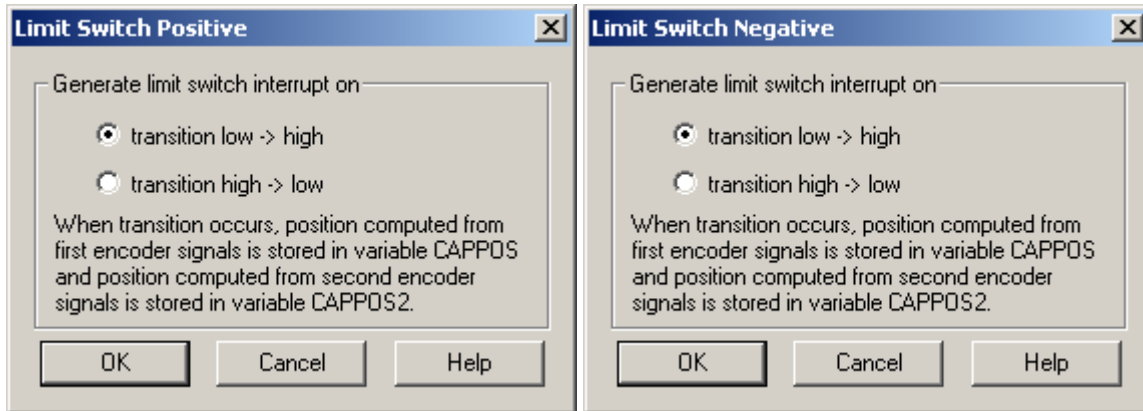 Limit Switch Positive
Generate limit switch interrupt on
transition low -> high
transition high -> low
When transition occurs, position computed from
first encoder signals is stored in variable CAPPOS
and position computed from second encoder
signals is stored in variable CAPPOS2.
OK Cancel Help
Limit Switch Negative
Generate limit switch interrupt on
transition low -> high
transition high -> low
When transition occurs, position computed from
first encoder signals is stored in variable CAPPOS
and position computed from second encoder
signals is stored in variable CAPPOS2.
OK Cancel Help